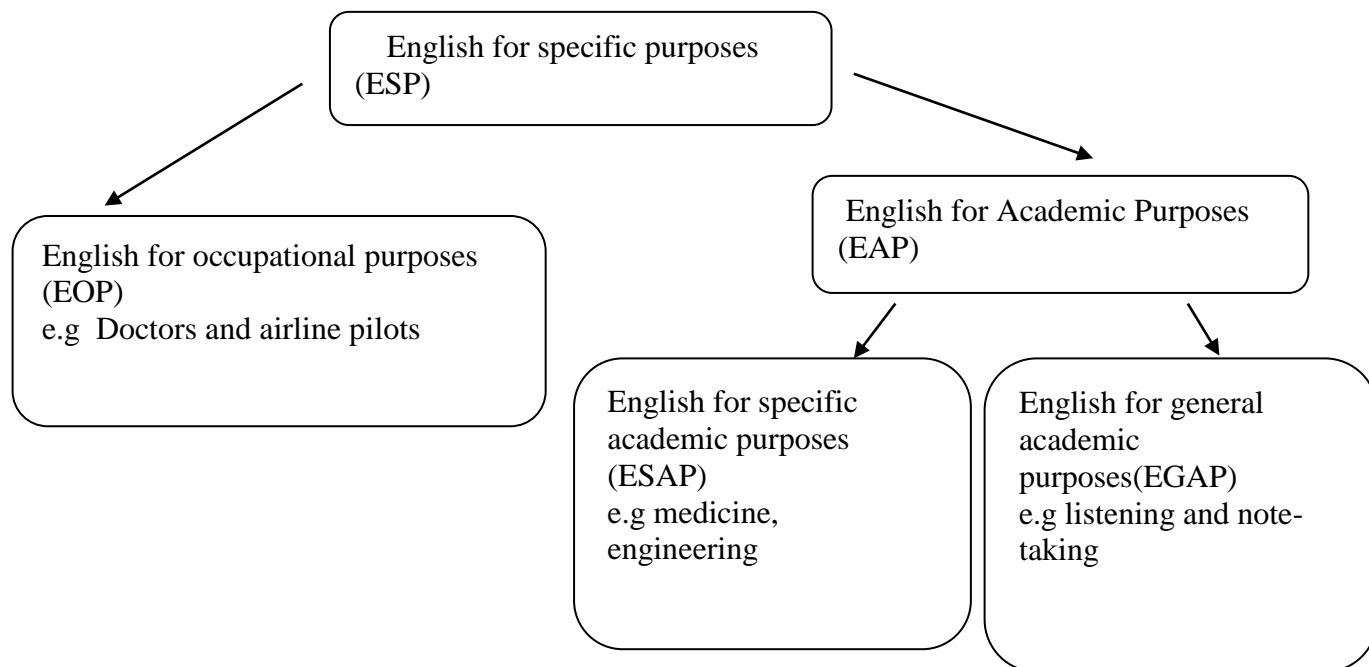 English for specific purposes
(ESP)
English for occupational purposes
(EOP)
e.g Doctors and airline pilots
English for Academic Purposes
(EAP)
English for specific
academic purposes
(ESAP)
e.g medicine,
engineering
English for general
academic
purposes(EGAP)
e.g listening and note-
taking